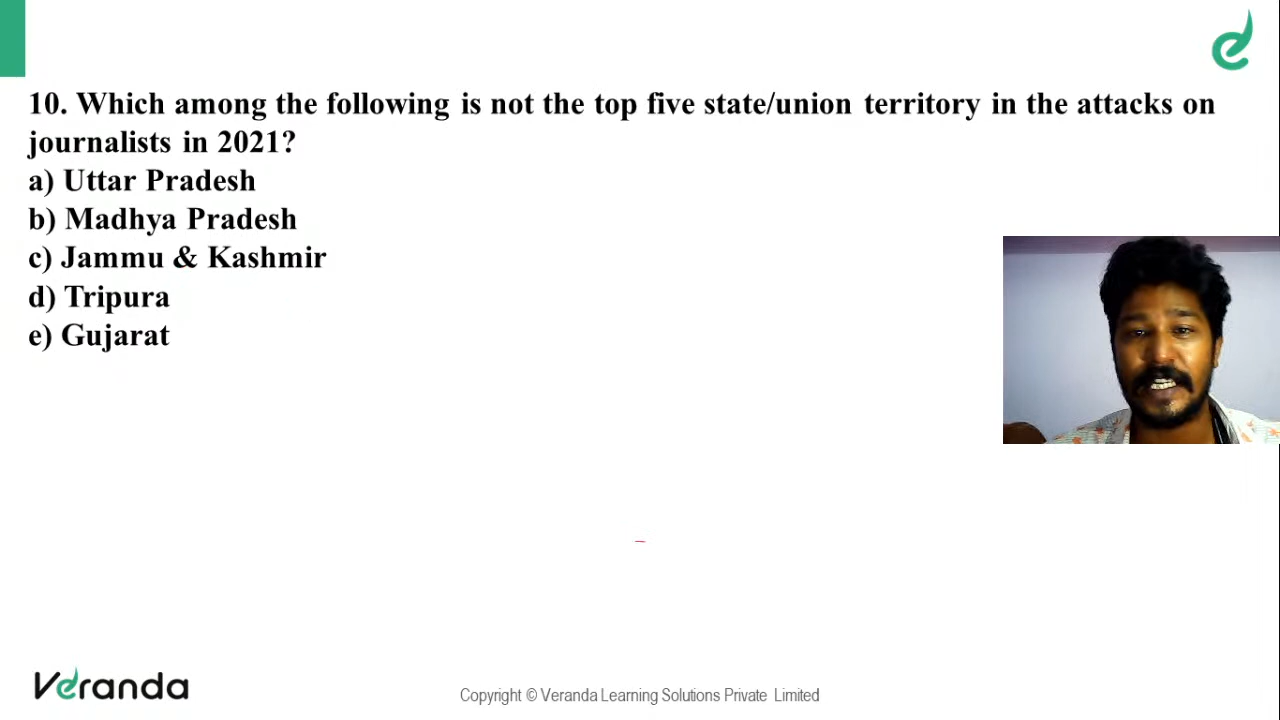 10. Which among the following is not the top five state/union territory in the attacks on
journalists in 2021?
a) Uttar Pradesh
b) Madhya Pradesh
c) Jammu & Kashmir
d) Tripura
e) Gujarat
Veranda
Copyright © Veranda Learning Solutions Private Limited